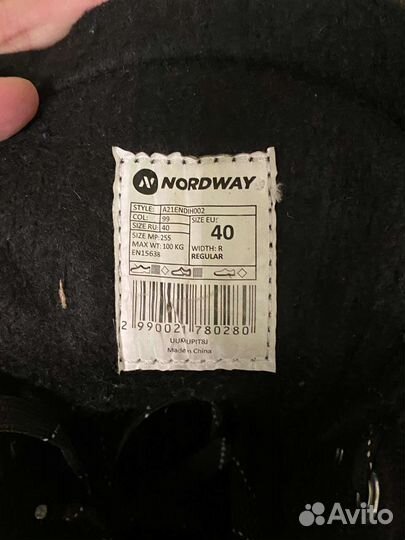 NORDWAY
STYLE: A21ENDIH002
COL: 99
SIZE RU: 40
SIZE MP: 255
MAX WT: 100 KG
EN15638
SIZE EU:
40
WIDTH: R
REGULAR
2 990021 780280
UUMUPIT8J
Made in China
Avito